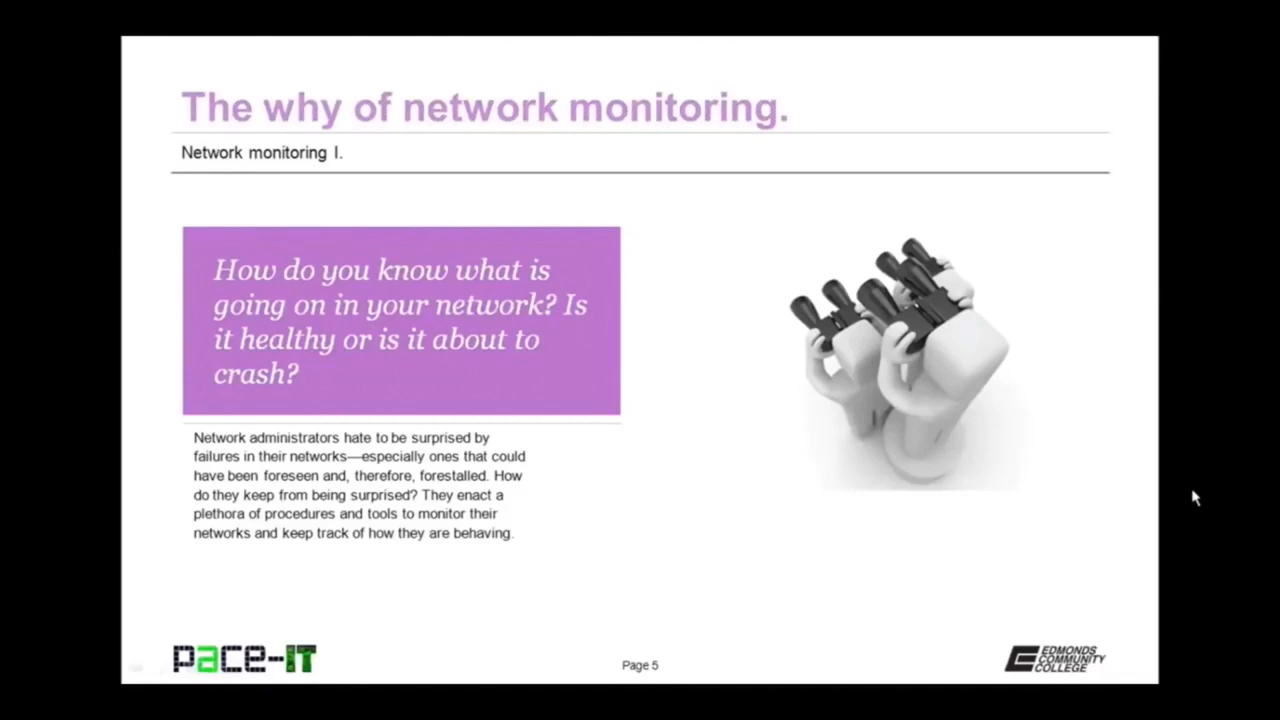 The why of network monitoring.
Network monitoring I.
How do you know what is
going on in your network? Is
it healthy or is it about to
crash?
Network administrators hate to be surprised by
failures in their networks—especially ones that could
have been foreseen and, therefore, forestalled. How
do they keep from being surprised? They enact a
plethora of procedures and tools to monitor their
networks and keep track of how they are behaving.
pace-IT
Page 5
EDMONDS
COMMUNITY
COLLEGE